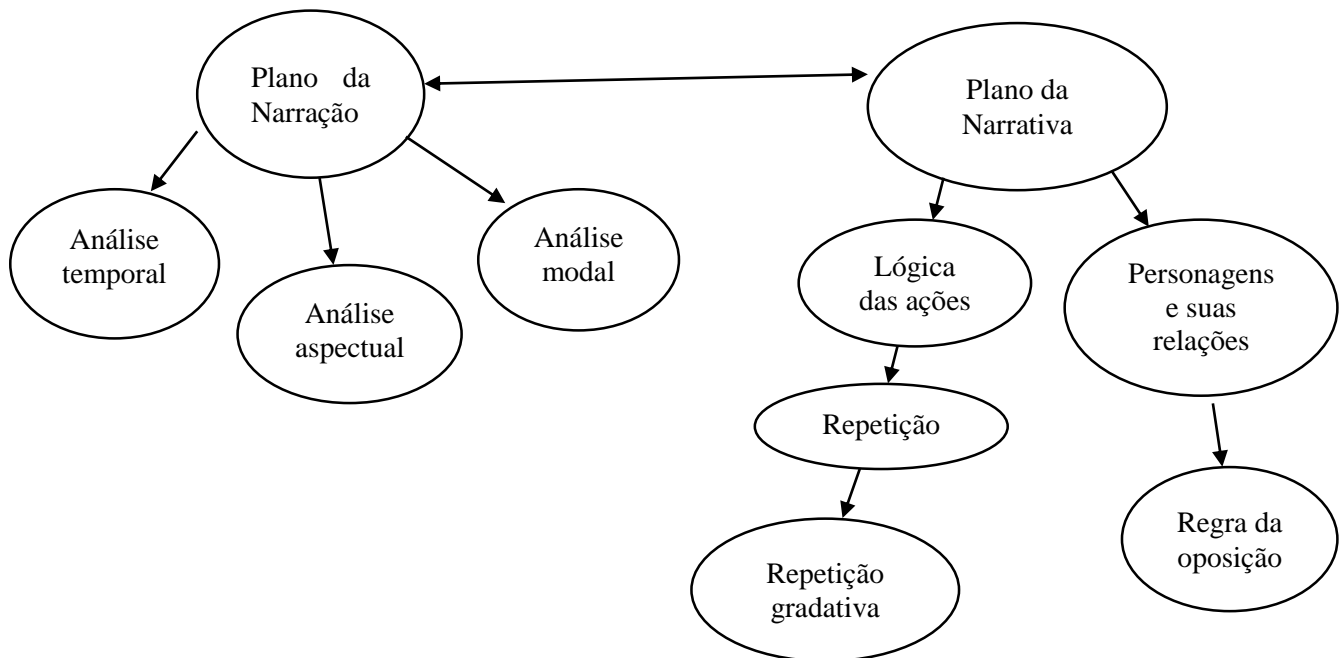 Plano da
Narração
Plano da
Narrativa
Análise
temporal
Análise
aspectual
Análise
modal
Lógica
das ações
Personagens
e suas
relações
Repetição
Regra da
oposição
Repetição
gradativa